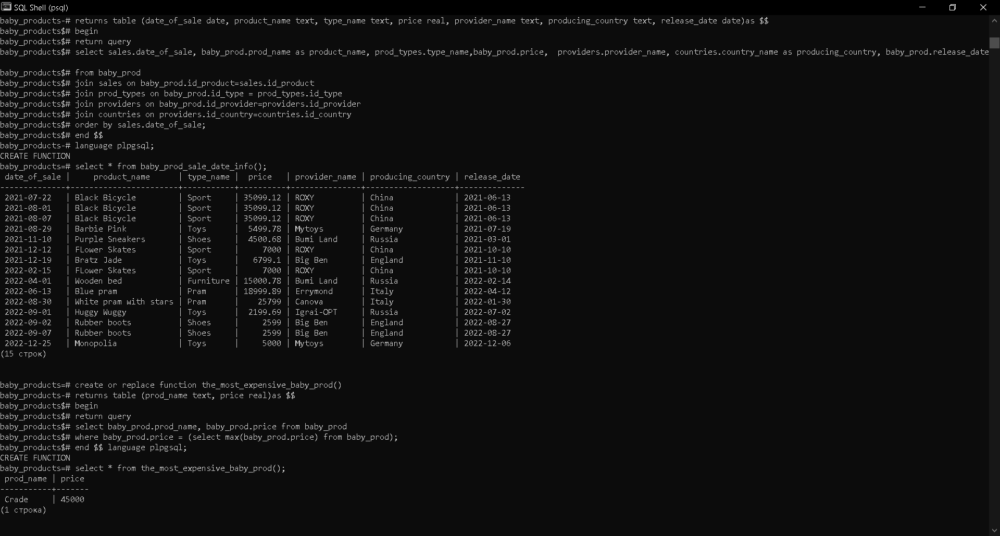 SQL Shell (psql)
baby_products-# returns table (date_of_sale date, product_name text, type_name text, price real, provider_name text, producing_country text, release_date date)as $$
baby_products$# begin
baby_products$# return query
baby_products$# select sales.date_of_sale, baby_prod.prod_name as product_name, prod_types.type_name,baby_prod.price,  providers.provider_name, countries.country_name as producing_country, baby_prod.release_date
baby_products$# from baby_prod
baby_products$# join sales on baby_prod.id_product=sales.id_product
baby_products$# join prod_types on baby_prod.id_type = prod_types.id_type
baby_products$# join providers on baby_prod.id_provider=providers.id_provider
baby_products$# join countries on providers.id_country=countries.id_country
baby_products$# order by sales.date_of_sale;
baby_products$# end $$
baby_products-# language plpgsql;
CREATE FUNCTION
baby_products=# select * from baby_prod_sale_date_info();
 date_of_sale |     product_name      | type_name |  price   | provider_name | producing_country | release_date
--------------+-----------------------+-----------+----------+---------------+-------------------+--------------
 2021-07-22   | Black Bicycle         | Sport     | 35099.12 | ROXY          | China             | 2021-06-13
 2021-08-01   | Black Bicycle         | Sport     | 35099.12 | ROXY          | China             | 2021-06-13
 2021-08-07   | Black Bicycle         | Sport     | 35099.12 | ROXY          | China             | 2021-06-13
 2021-08-29   | Barbie Pink           | Toys      |  5499.78 | Mytoys        | Germany           | 2021-07-19
 2021-11-10   | Purple Sneakers       | Shoes     |  4500.68 | Bumi Land     | Russia            | 2021-03-01
 2021-12-12   | FLower Skates         | Sport     |     7000 | ROXY          | China             | 2021-10-10
 2021-12-19   | Bratz Jade            | Toys      |   6799.1 | Big Ben       | England           | 2021-11-10
 2022-02-15   | FLower Skates         | Sport     |     7000 | ROXY          | China             | 2021-10-10
 2022-04-01   | Wooden bed            | Furniture | 15000.78 | Bumi Land     | Russia            | 2022-02-14
 2022-06-13   | Blue pram             | Pram      | 18999.89 | Errymond      | Italy             | 2022-04-12
 2022-08-30   | White pram with stars | Pram      |    25799 | Canova        | Italy             | 2022-01-30
 2022-09-01   | Huggy Wuggy           | Toys      |  2199.69 | Igrai-OPT     | Russia            | 2022-07-02
 2022-09-02   | Rubber boots          | Shoes     |     2599 | Big Ben       | England           | 2022-08-27
 2022-09-07   | Rubber boots          | Shoes     |     2599 | Big Ben       | England           | 2022-08-27
 2022-12-25   | Monopolia             | Toys      |     5000 | Mytoys        | Germany           | 2022-12-06
(15 строк)
baby_products=# create or replace function the_most_expensive_baby_prod()
baby_products-# returns table (prod_name text, price real)as $$
baby_products$# begin
baby_products$# return query
baby_products$# select baby_prod.prod_name, baby_prod.price from baby_prod
baby_products$# where baby_prod.price = (select max(baby_prod.price) from baby_prod);
baby_products$# end $$ language plpgsql;
CREATE FUNCTION
baby_products=# select * from the_most_expensive_baby_prod();
 prod_name | price
-----------+-------
 Crade     | 45000
(1 строка)